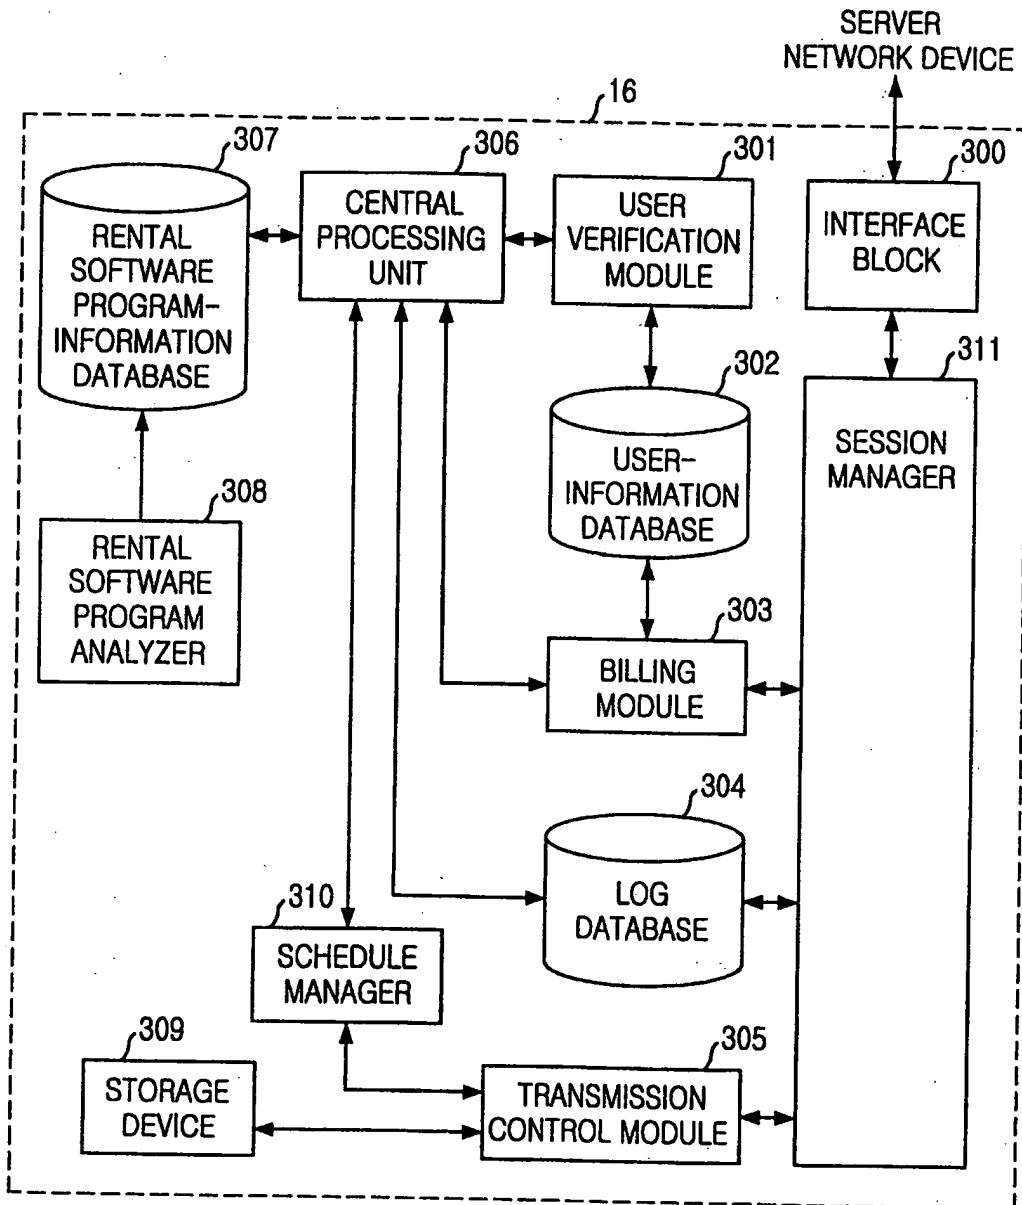 SERVER
NETWORK DEVICE
16
307
306
301
300
RENTAL
SOFTWARE
PROGRAM-
INFORMATION
DATABASE
CENTRAL
PROCESSING
UNIT
USER
VERIFICATION
MODULE
INTERFACE
BLOCK
311
302
SESSION
MANAGER
USER-
INFORMATION
DATABASE
308
RENTAL
SOFTWARE
PROGRAM
ANALYZER
303
BILLING
MODULE
304
LOG
DATABASE
310
SCHEDULE
MANAGER
309
STORAGE
DEVICE
305
TRANSMISSION
CONTROL MODULE